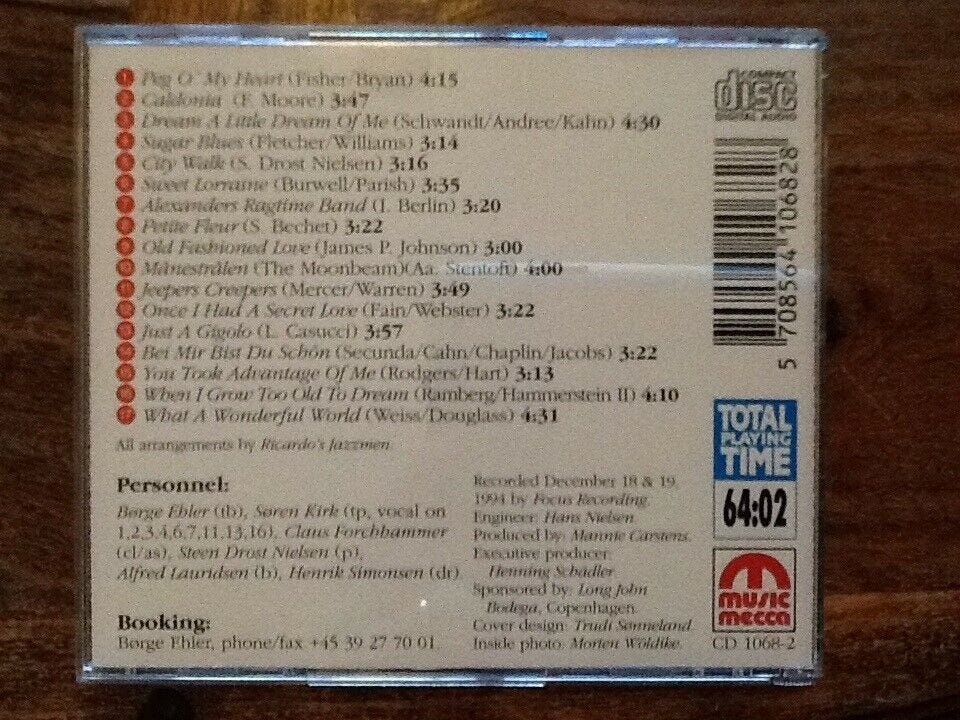 1 Peg O' My Heart (Fisher/Bryan) 4:15
2 Caldonia (F. Moore) 3:47
3 Dream A Little Dream Of Me (Schwandt/Andree/Kahn) 4:30
4 Sugar Blues (Fletcher/Williams) 3:14
5 City Walk (S. Drost Nielsen) 3:16
6 Sweet Lorraine (Burwell/Parish) 3:35
7 Alexanders Ragtime Band (I. Berlin) 3:20
8 Petite Fleur (S. Bechet) 3:22
9 Old Fashioned Love (James P. Johnson) 3:00
10 Månestrålen (The Moonbeam)(Aa. Stentoft) 4:00
11 Jeepers Creepers (Mercer/Warren) 3:49
12 Once I Had A Secret Love (Fain/Webster) 3:22
13 Just A Gigolo (L. Casucci) 3:57
14 Bei Mir Bist Du Schön (Secunda/Cahn/Chaplin/Jacobs) 3:22
15 You Took Advantage Of Me (Rodgers/Hart) 3:13
16 When I Grow Too Old To Dream (Ramberg/Hammerstein II) 4:10
17 What A Wonderful World (Weiss/Douglass) 4:31
All arrangements by Ricardo's Jazzmen.
Personnel:
Børge Ehler (tb), Søren Kirk (tp, vocal on
1,2,3,4,6,7,11,13,16), Claus Forchhammer
(cl/as), Steen Drost Nielsen (p),
Alfred Lauridsen (b), Henrik Simonsen (dr)
Booking:
Børge Ehler, phone/fax +45 39 27 70 01.
Recorded December 18 & 19
1994 by Focus Recording.
Engineer: Hans Nielsen.
Produced by: Mannie Carstens.
Executive producer:
Henning Schädler
Sponsored by: Long John
Bodega, Copenhagen.
Cover design: Trudi Sønneland.
Inside photo: Morten Wöldike.
COMPACT
disc
DIGITAL AUDIO
5 708564 106828
TOTAL
PLAYING
TIME
64:02
m
music
mecca
CD 1068-2